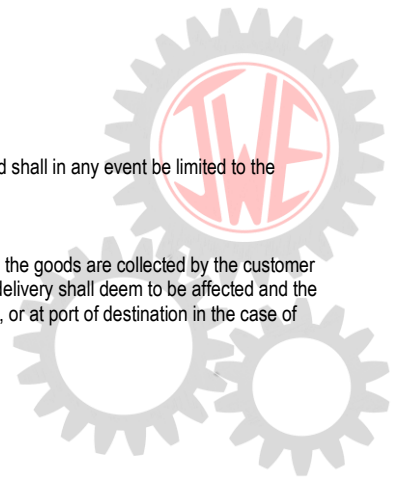 JWE
d shall in any event be limited to the
the goods are collected by the customer
delivery shall deem to be affected and the
, or at port of destination in the case of